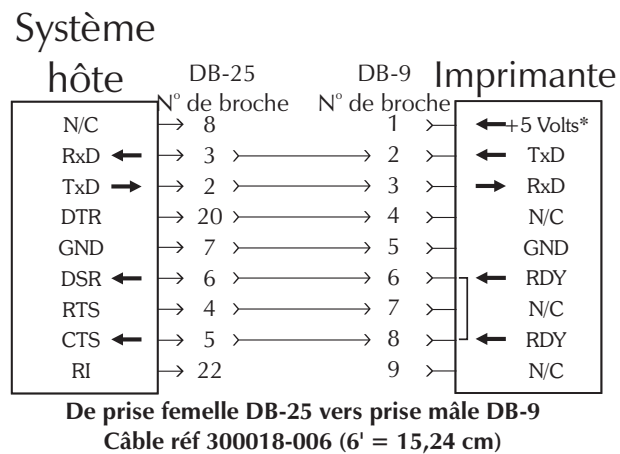 Système
hôte DB-25 DB-9 Imprimante
N° de broche N° de broche
N/C 8 1 +5 Volts*
RxD 3 2 TxD
TxD 2 3 RxD
DTR 20 4 N/C
GND 7 5 GND
DSR 6 6 RDY
RTS 4 7 N/C
CTS 5 8 RDY
RI 22 9 N/C
De prise femelle DB-25 vers prise mâle DB-9
Câble réf 300018-006 (6' = 15,24 cm)